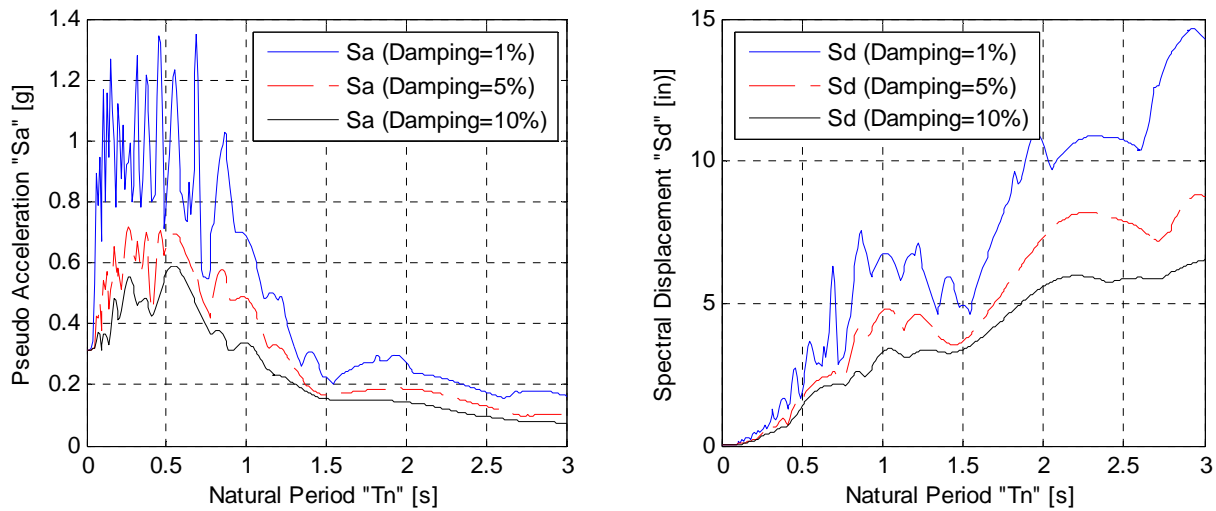 Pseudo Acceleration "Sa" [g]
1.4
1.2
1
0.8
0.6
0.4
0.2
0
0
0.5
1
1.5
2
2.5
3
Natural Period "Tn" [s]
Sa (Damping=1%)
Sa (Damping=5%)
Sa (Damping=10%)
Spectral Displacement "Sd" [in)]
15
10
5
0
0
0.5
1
1.5
2
2.5
3
Natural Period "Tn" [s]
Sd (Damping=1%)
Sd (Damping=5%)
Sd (Damping=10%)